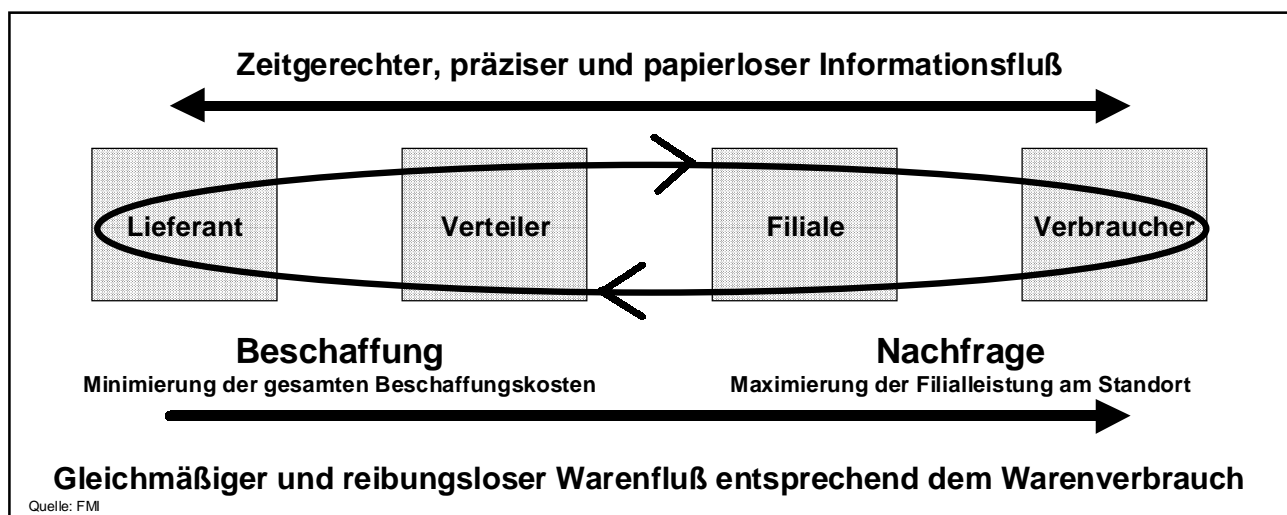 Zeitgerechter, präziser und papierloser Informationsfluß
Lieferant
Verteiler
Filiale
Verbraucher
Beschaffung
Minimierung der gesamten Beschaffungskosten
Nachfrage
Maximierung der Filialleistung am Standort
Gleichmäßiger und reibungsloser Warenfluß entsprechend dem Warenverbrauch
Quelle: FMI